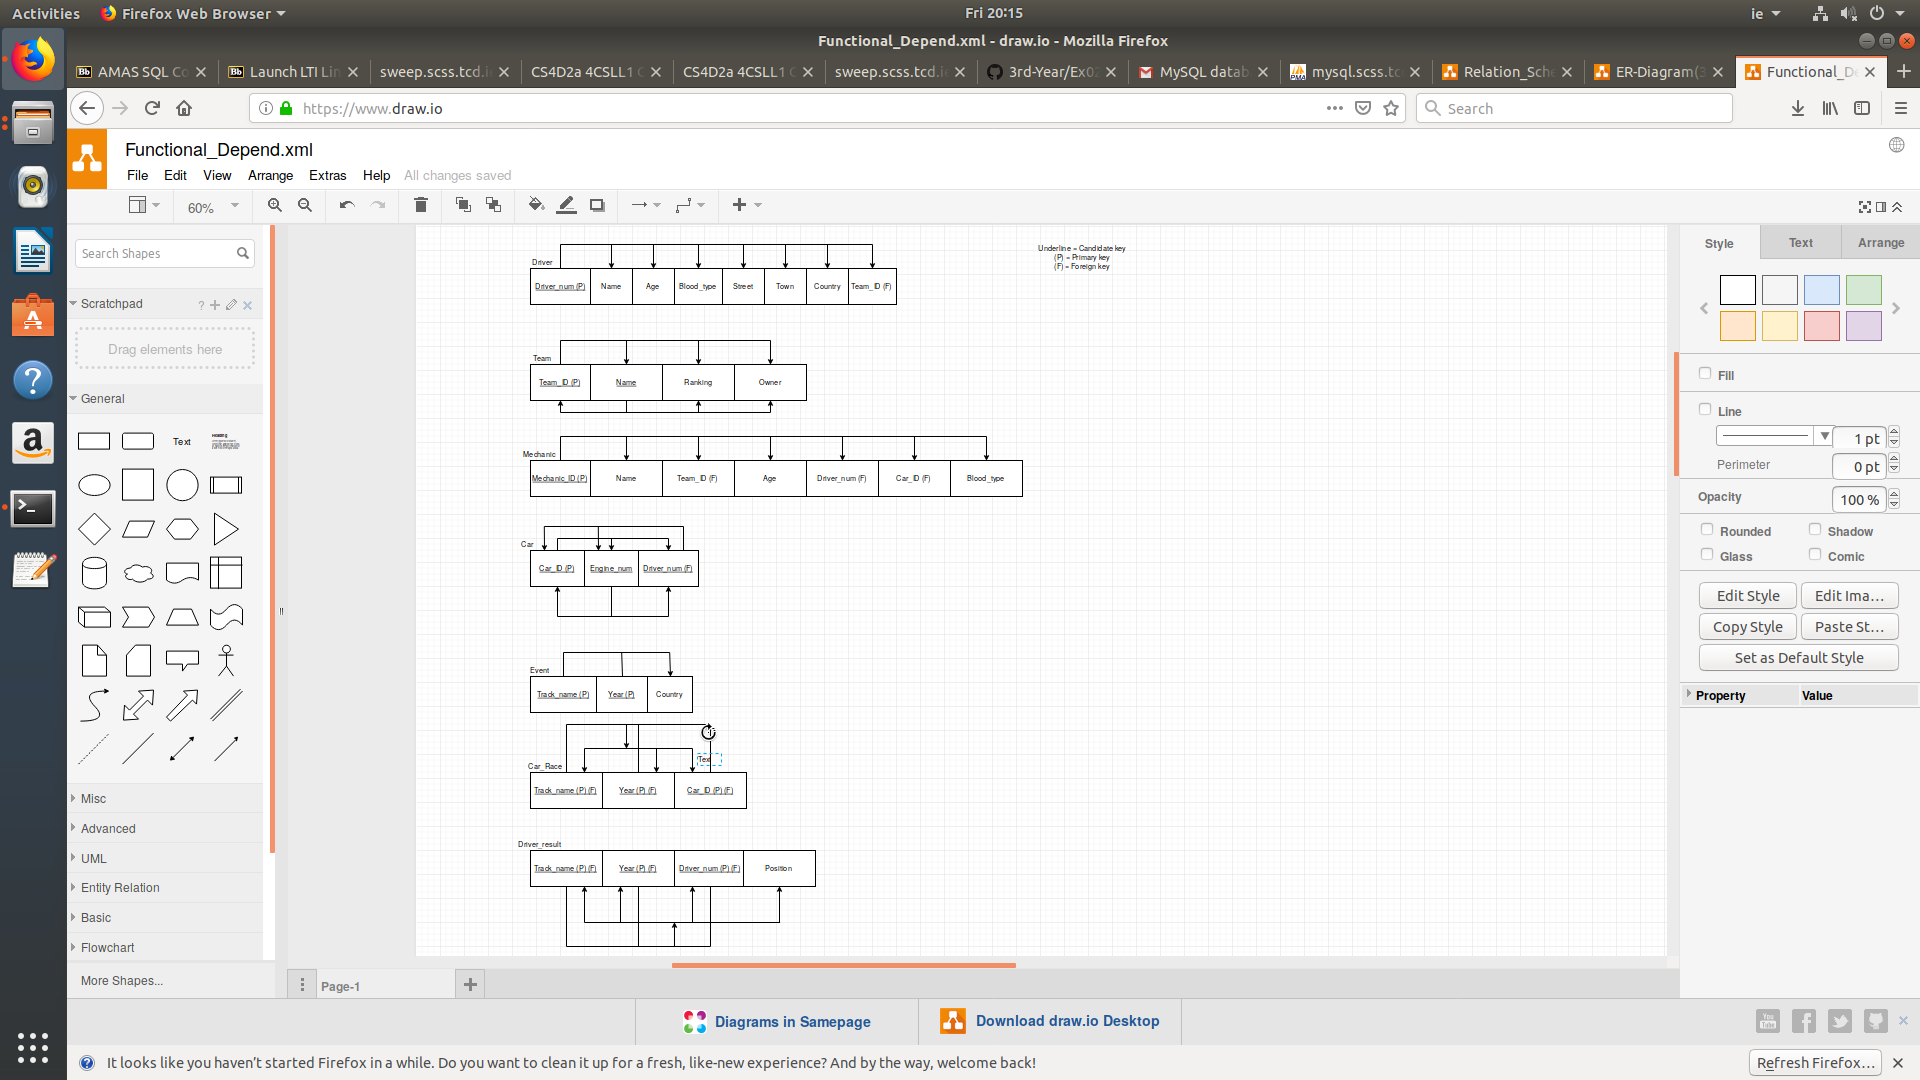 Activities Firefox Web Browser Fri 20:15 ie
Functional_Depend.xml - draw.io - Mozilla Firefox
AMAS SQL Co Launch LTI Lin sweep.scss.tcd.i CS4D2a 4CSLL1 C CS4D2a 4CSLL1 C sweep.scss.tcd.i 3rd-Year/Ex02 MySQL datab mysql.scss.tc Relation_Sche ER-Diagram(3 Functional_De
https://www.draw.io Search
Functional_Depend.xml
File Edit View Arrange Extras Help All changes saved
60%
Search Shapes
Scratchpad
Drag elements here
General
Text
Heading
Misc
Advanced
UML
Entity Relation
Basic
Flowchart
More Shapes...
Underline = Candidate key
(P) = Primary key
(F) = Foreign key
Driver
Driver_num (P) Name Age Blood_type Street Town Country Team_ID (F)
Team
Team_ID (P) Name Ranking Owner
Mechanic
Mechanic_ID (P) Name Team_ID (F) Age Driver_num (F) Car_ID (F) Blood_type
Car
Car_ID (P) Engine_num Driver_num (F)
Event
Track_name (P) Year (P) Country
Text
Car_Race
Track_name (P) (F) Year (P) (F) Car_ID (P) (F)
Driver_result
Track_name (P) (F) Year (P) (F) Driver_num (P) (F) Position
Page-1
Style Text Arrange
Fill
Line
1 pt
Perimeter 0 pt
Opacity 100 %
Rounded Shadow
Glass Comic
Edit Style Edit Ima...
Copy Style Paste St...
Set as Default Style
Property Value
Diagrams in Samepage Download draw.io Desktop
It looks like you haven't started Firefox in a while. Do you want to clean it up for a fresh, like-new experience? And by the way, welcome back! Refresh Firefox...